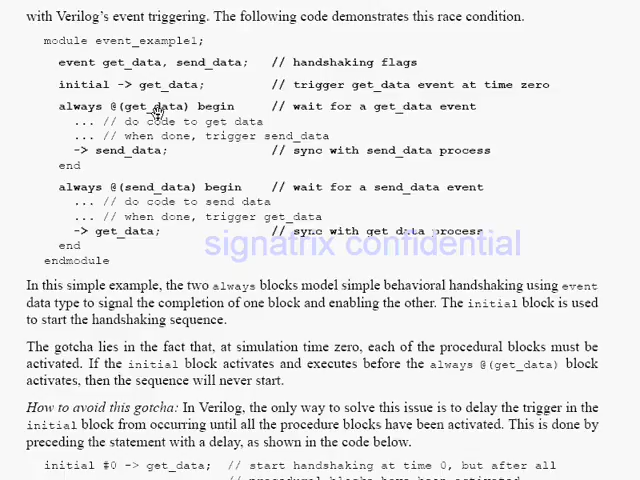 with Verilog's event triggering. The following code demonstrates this race condition.
module event_example1;
event get_data, send_data; // handshaking flags
initial -> get_data; // trigger get_data event at time zero
always @(get_data) begin // wait for a get_data event
... // do code to get data
... // when done, trigger send_data
-> send_data; // sync with send_data process
end
always @(send_data) begin // wait for a send_data event
... // do code to send data
... // when done, trigger get_data
-> get_data; // sync with get_data process
signatrix confidential
end
endmodule
In this simple example, the two always blocks model simple behavioral handshaking using event
data type to signal the completion of one block and enabling the other. The initial block is used
to start the handshaking sequence.
The gotcha lies in the fact that, at simulation time zero, each of the procedural blocks must be
activated. If the initial block activates and executes before the always @(get_data) block
activates, then the sequence will never start.
How to avoid this gotcha: In Verilog, the only way to solve this issue is to delay the trigger in the
initial block from occurring until all the procedure blocks have been activated. This is done by
preceding the statement with a delay, as shown in the code below.
initial #0 -> get_data; // start handshaking at time 0, but after all